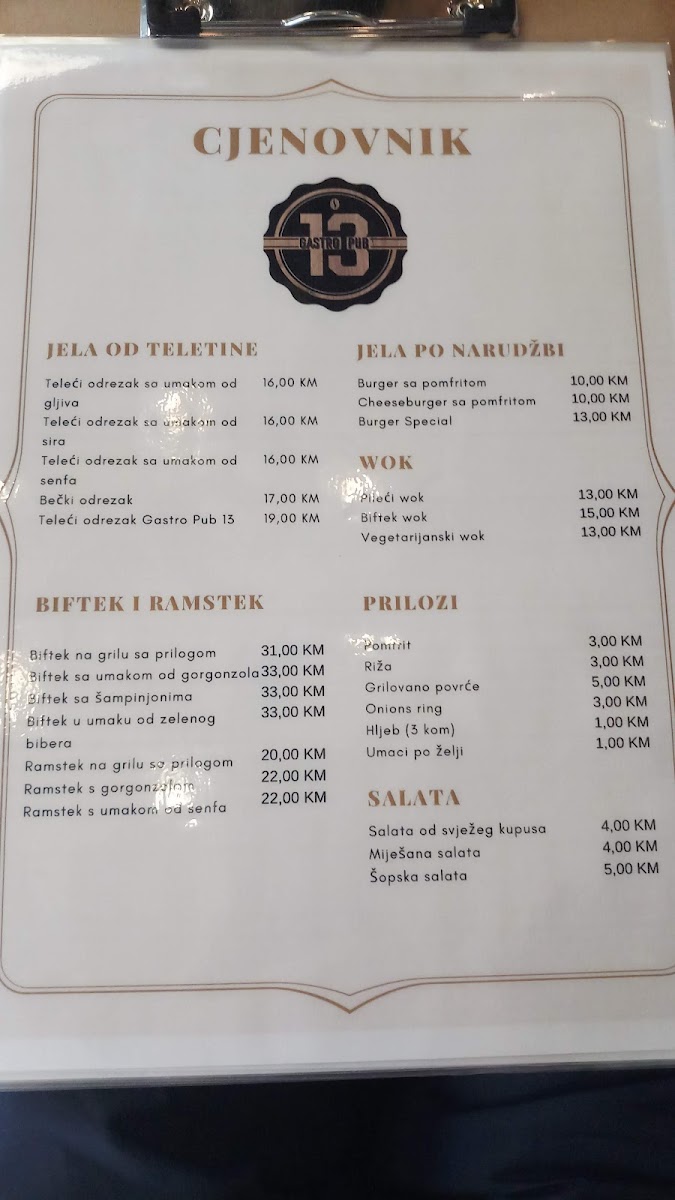 CJENOVNIK
13
GASTRO PUB
JELA OD TELETINE
Teleći odrezak sa umakom od 16,00 KM
gljiva
Teleći odrezak sa umakom od 16,00 KM
sira
Teleći odrezak sa umakom od 16,00 KM
senfa
Bečki odrezak 17,00 KM
Teleći odrezak Gastro Pub 13 19,00 KM
BIFTEK I RAMSTEK
Biftek na grilu sa prilogom 31,00 KM
Biftek sa umakom od gorgonzola 33,00 KM
Biftek sa šampinjonima 33,00 KM
Biftek u umaku od zelenog 33,00 KM
bibera
Ramstek na grilu sa prilogom 20,00 KM
Ramstek s gorgonzolom 22,00 KM
Ramstek s umakom od senfa 22,00 KM
JELA PO NARUDŽBI
Burger sa pomfritom 10,00 KM
Cheeseburger sa pomfritom 10,00 KM
Burger Special 13,00 KM
WOK
Pileći wok 13,00 KM
Biftek wok 15,00 KM
Vegetarijanski wok 13,00 KM
PRILOZI
Pomfrit 3,00 KM
Riža 3,00 KM
Grilovano povrće 5,00 KM
Onions ring 3,00 KM
Hljeb (3 kom) 1,00 KM
Umaci po želji 1,00 KM
SALATA
Salata od svježeg kupusa 4,00 KM
Miješana salata 4,00 KM
Šopska salata 5,00 KM